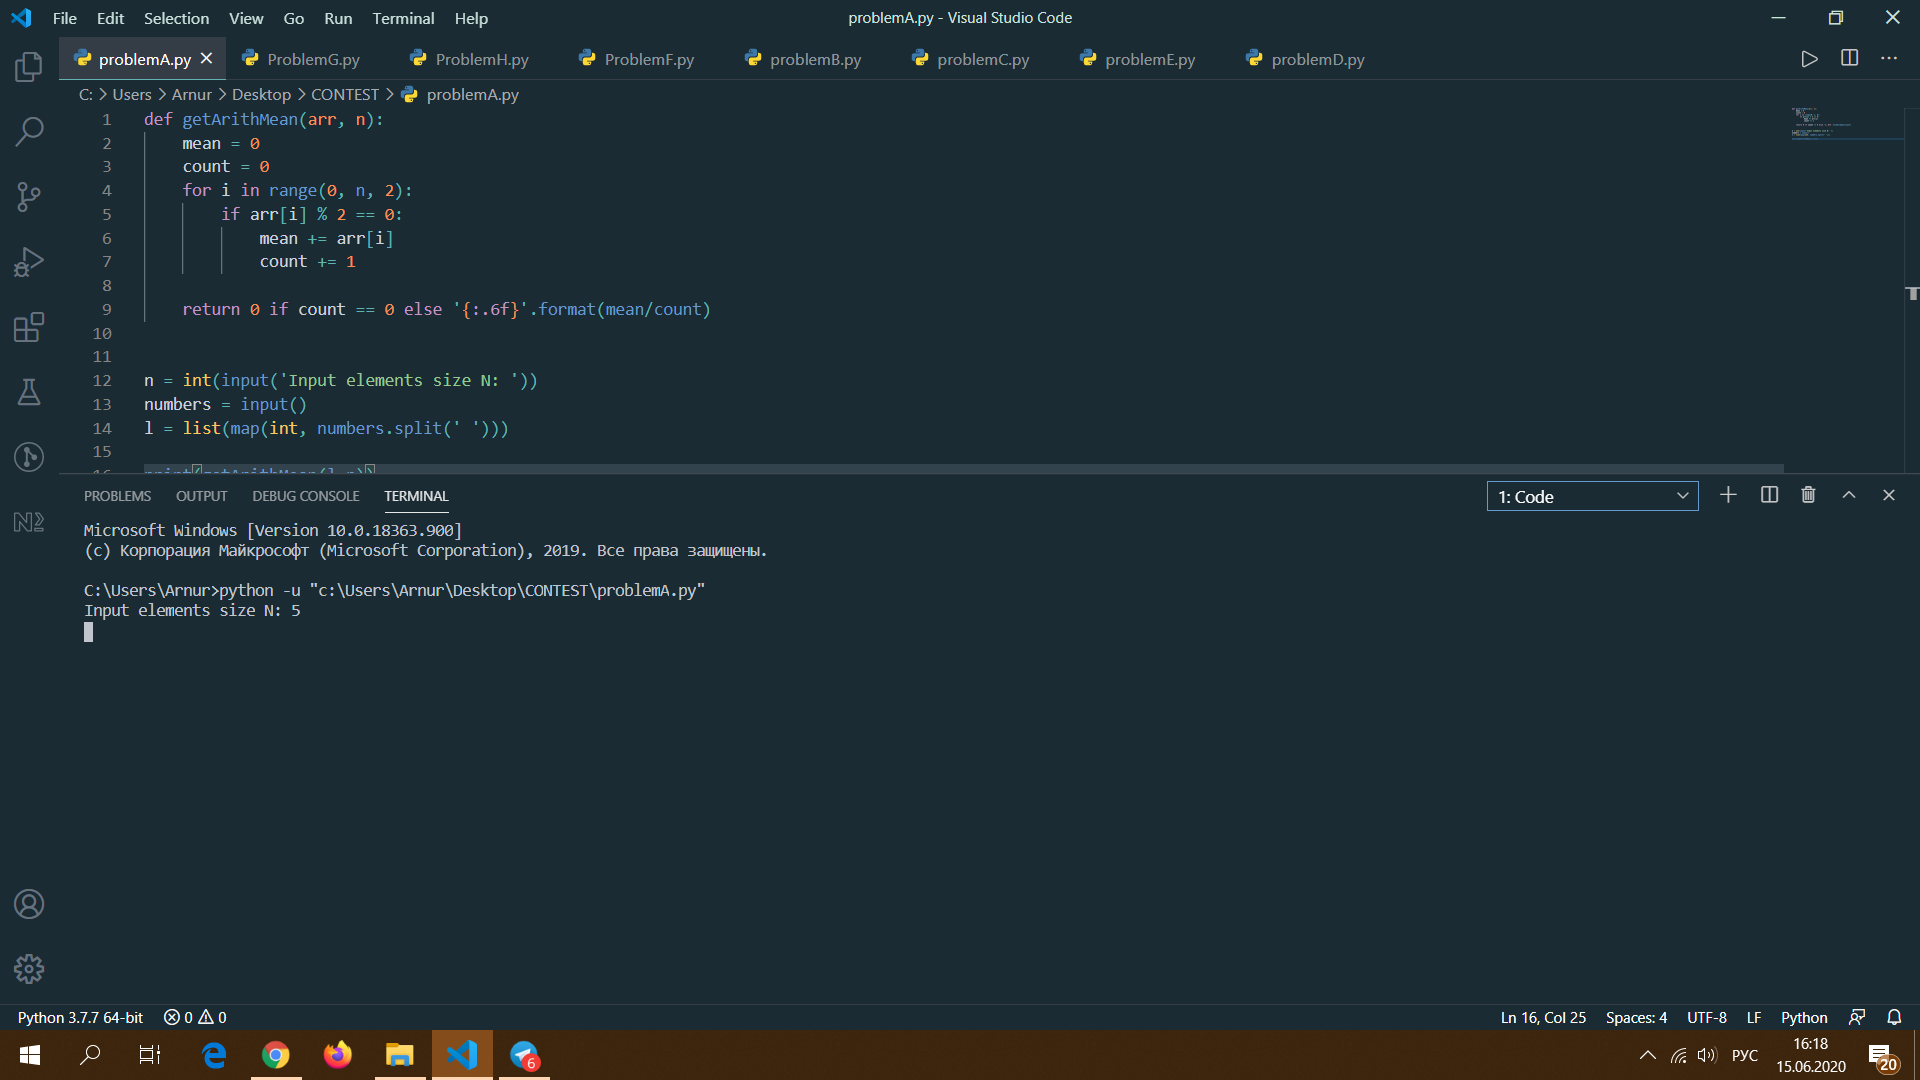 File Edit Selection View Go Run Terminal Help problemA.py - Visual Studio Code
problemA.py ProblemG.py ProblemH.py ProblemF.py problemB.py problemC.py problemE.py problemD.py
C: > Users > Arnur > Desktop > CONTEST > problemA.py
1 def getArithMean(arr, n):
2 mean = 0
3 count = 0
4 for i in range(0, n, 2):
5 if arr[i] % 2 == 0:
6 mean += arr[i]
7 count += 1
8
9 return 0 if count == 0 else '{:.6f}'.format(mean/count)
10
11
12 n = int(input('Input elements size N: '))
13 numbers = input()
14 l = list(map(int, numbers.split(' ')))
15
16 print(getArithMean(l,n))
PROBLEMS OUTPUT DEBUG CONSOLE TERMINAL 1: Code
Microsoft Windows [Version 10.0.18363.900]
(c) Корпорация Майкрософт (Microsoft Corporation), 2019. Все права защищены.
C:\Users\Arnur>python -u "c:\Users\Arnur\Desktop\CONTEST\problemA.py"
Input elements size N: 5
Python 3.7.7 64-bit 0 0 Ln 16, Col 25 Spaces: 4 UTF-8 LF Python
6 РУС 16:18
15.06.2020 20